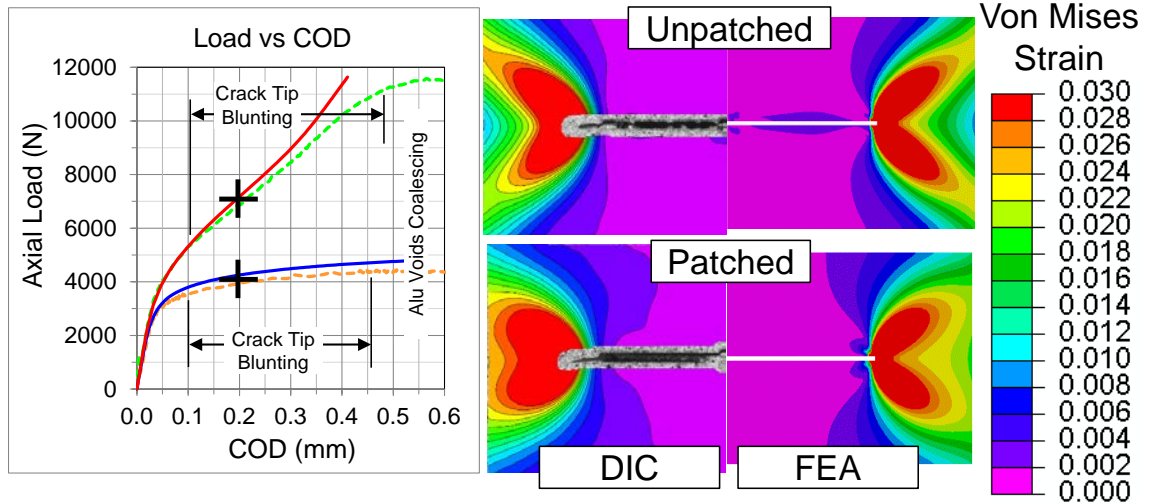 Load vs COD
12000
10000
8000
6000
4000
2000
0
Axial Load (N)
Crack Tip
Blunting
Crack Tip
Blunting
Alu Voids Coalescing
0.0 0.1 0.2 0.3 0.4 0.5 0.6
COD (mm)
Unpatched
Patched
DIC
FEA
Von Mises
Strain
0.030
0.028
0.026
0.024
0.022
0.020
0.018
0.016
0.014
0.012
0.010
0.008
0.006
0.004
0.002
0.000